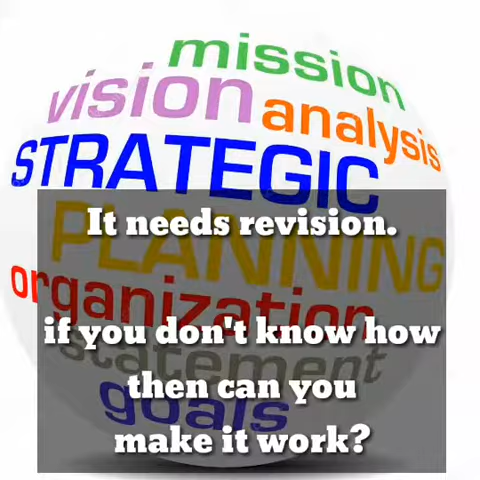 mission
vision analysis
STRATEGIC
PLANNING
organization
statement
goals
It needs revision.
if you don't know how
then can you
make it work?